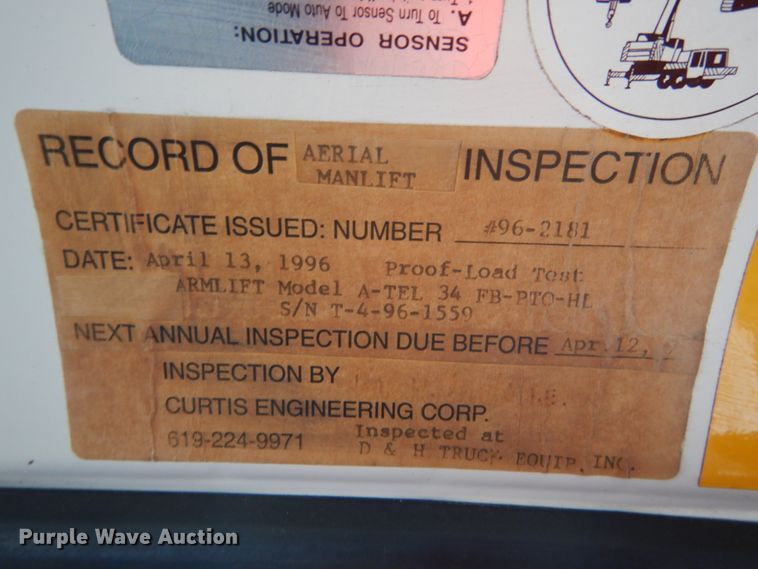 SENSOR OPERATION:
A. To Turn Sensor To Auto Mode
RECORD OF AERIAL MANLIFT INSPECTION
CERTIFICATE ISSUED: NUMBER #96-2181
DATE: April 13, 1996 Proof-Load Test
ARMLIFT Model A-TEL 34 FB-PTO-HL
S/N T-4-96-1559
NEXT ANNUAL INSPECTION DUE BEFORE Apr.12,
INSPECTION BY
CURTIS ENGINEERING CORP.
619-224-9971 Inspected at
D & H TRUCK EQUIP. INC.
Purple Wave Auction